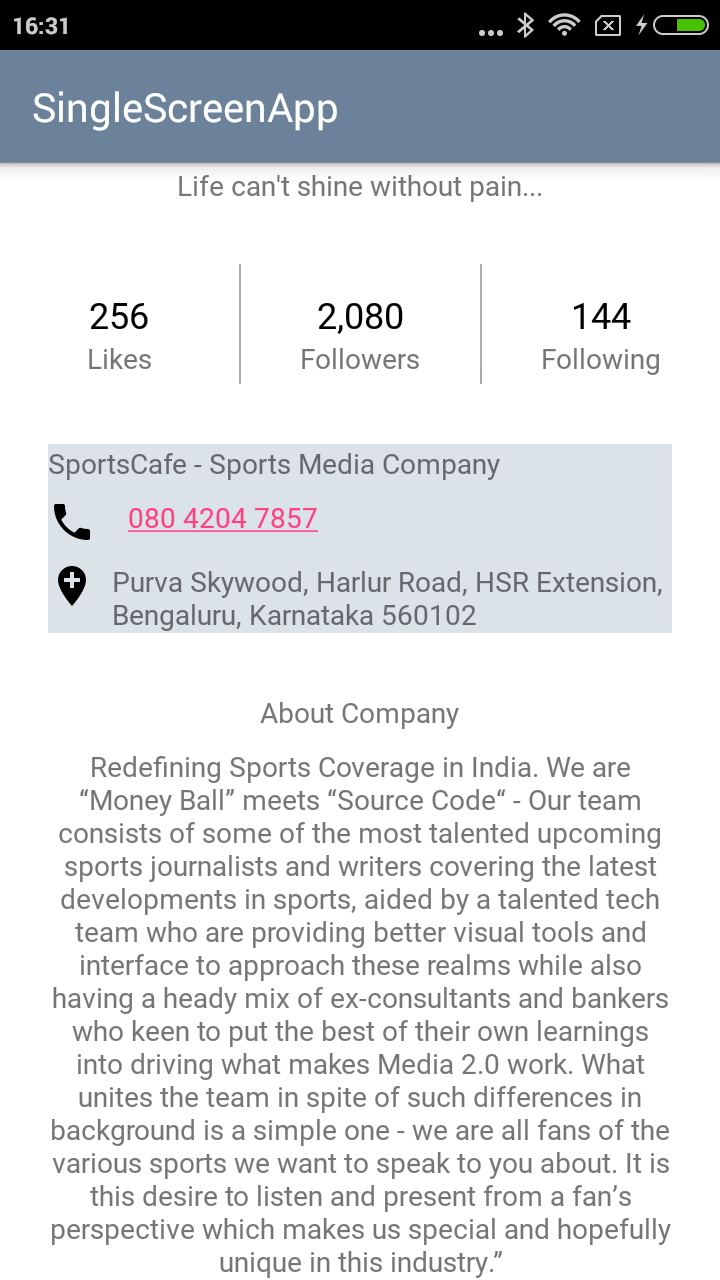 16:31
SingleScreenApp
Life can't shine without pain...
256 2,080 144
Likes Followers Following
SportsCafe - Sports Media Company
080 4204 7857
Purva Skywood, Harlur Road, HSR Extension,
Bengaluru, Karnataka 560102
About Company
Redefining Sports Coverage in India. We are
“Money Ball” meets “Source Code“ - Our team
consists of some of the most talented upcoming
sports journalists and writers covering the latest
developments in sports, aided by a talented tech
team who are providing better visual tools and
interface to approach these realms while also
having a heady mix of ex-consultants and bankers
who keen to put the best of their own learnings
into driving what makes Media 2.0 work. What
unites the team in spite of such differences in
background is a simple one - we are all fans of the
various sports we want to speak to you about. It is
this desire to listen and present from a fan’s
perspective which makes us special and hopefully
unique in this industry.”